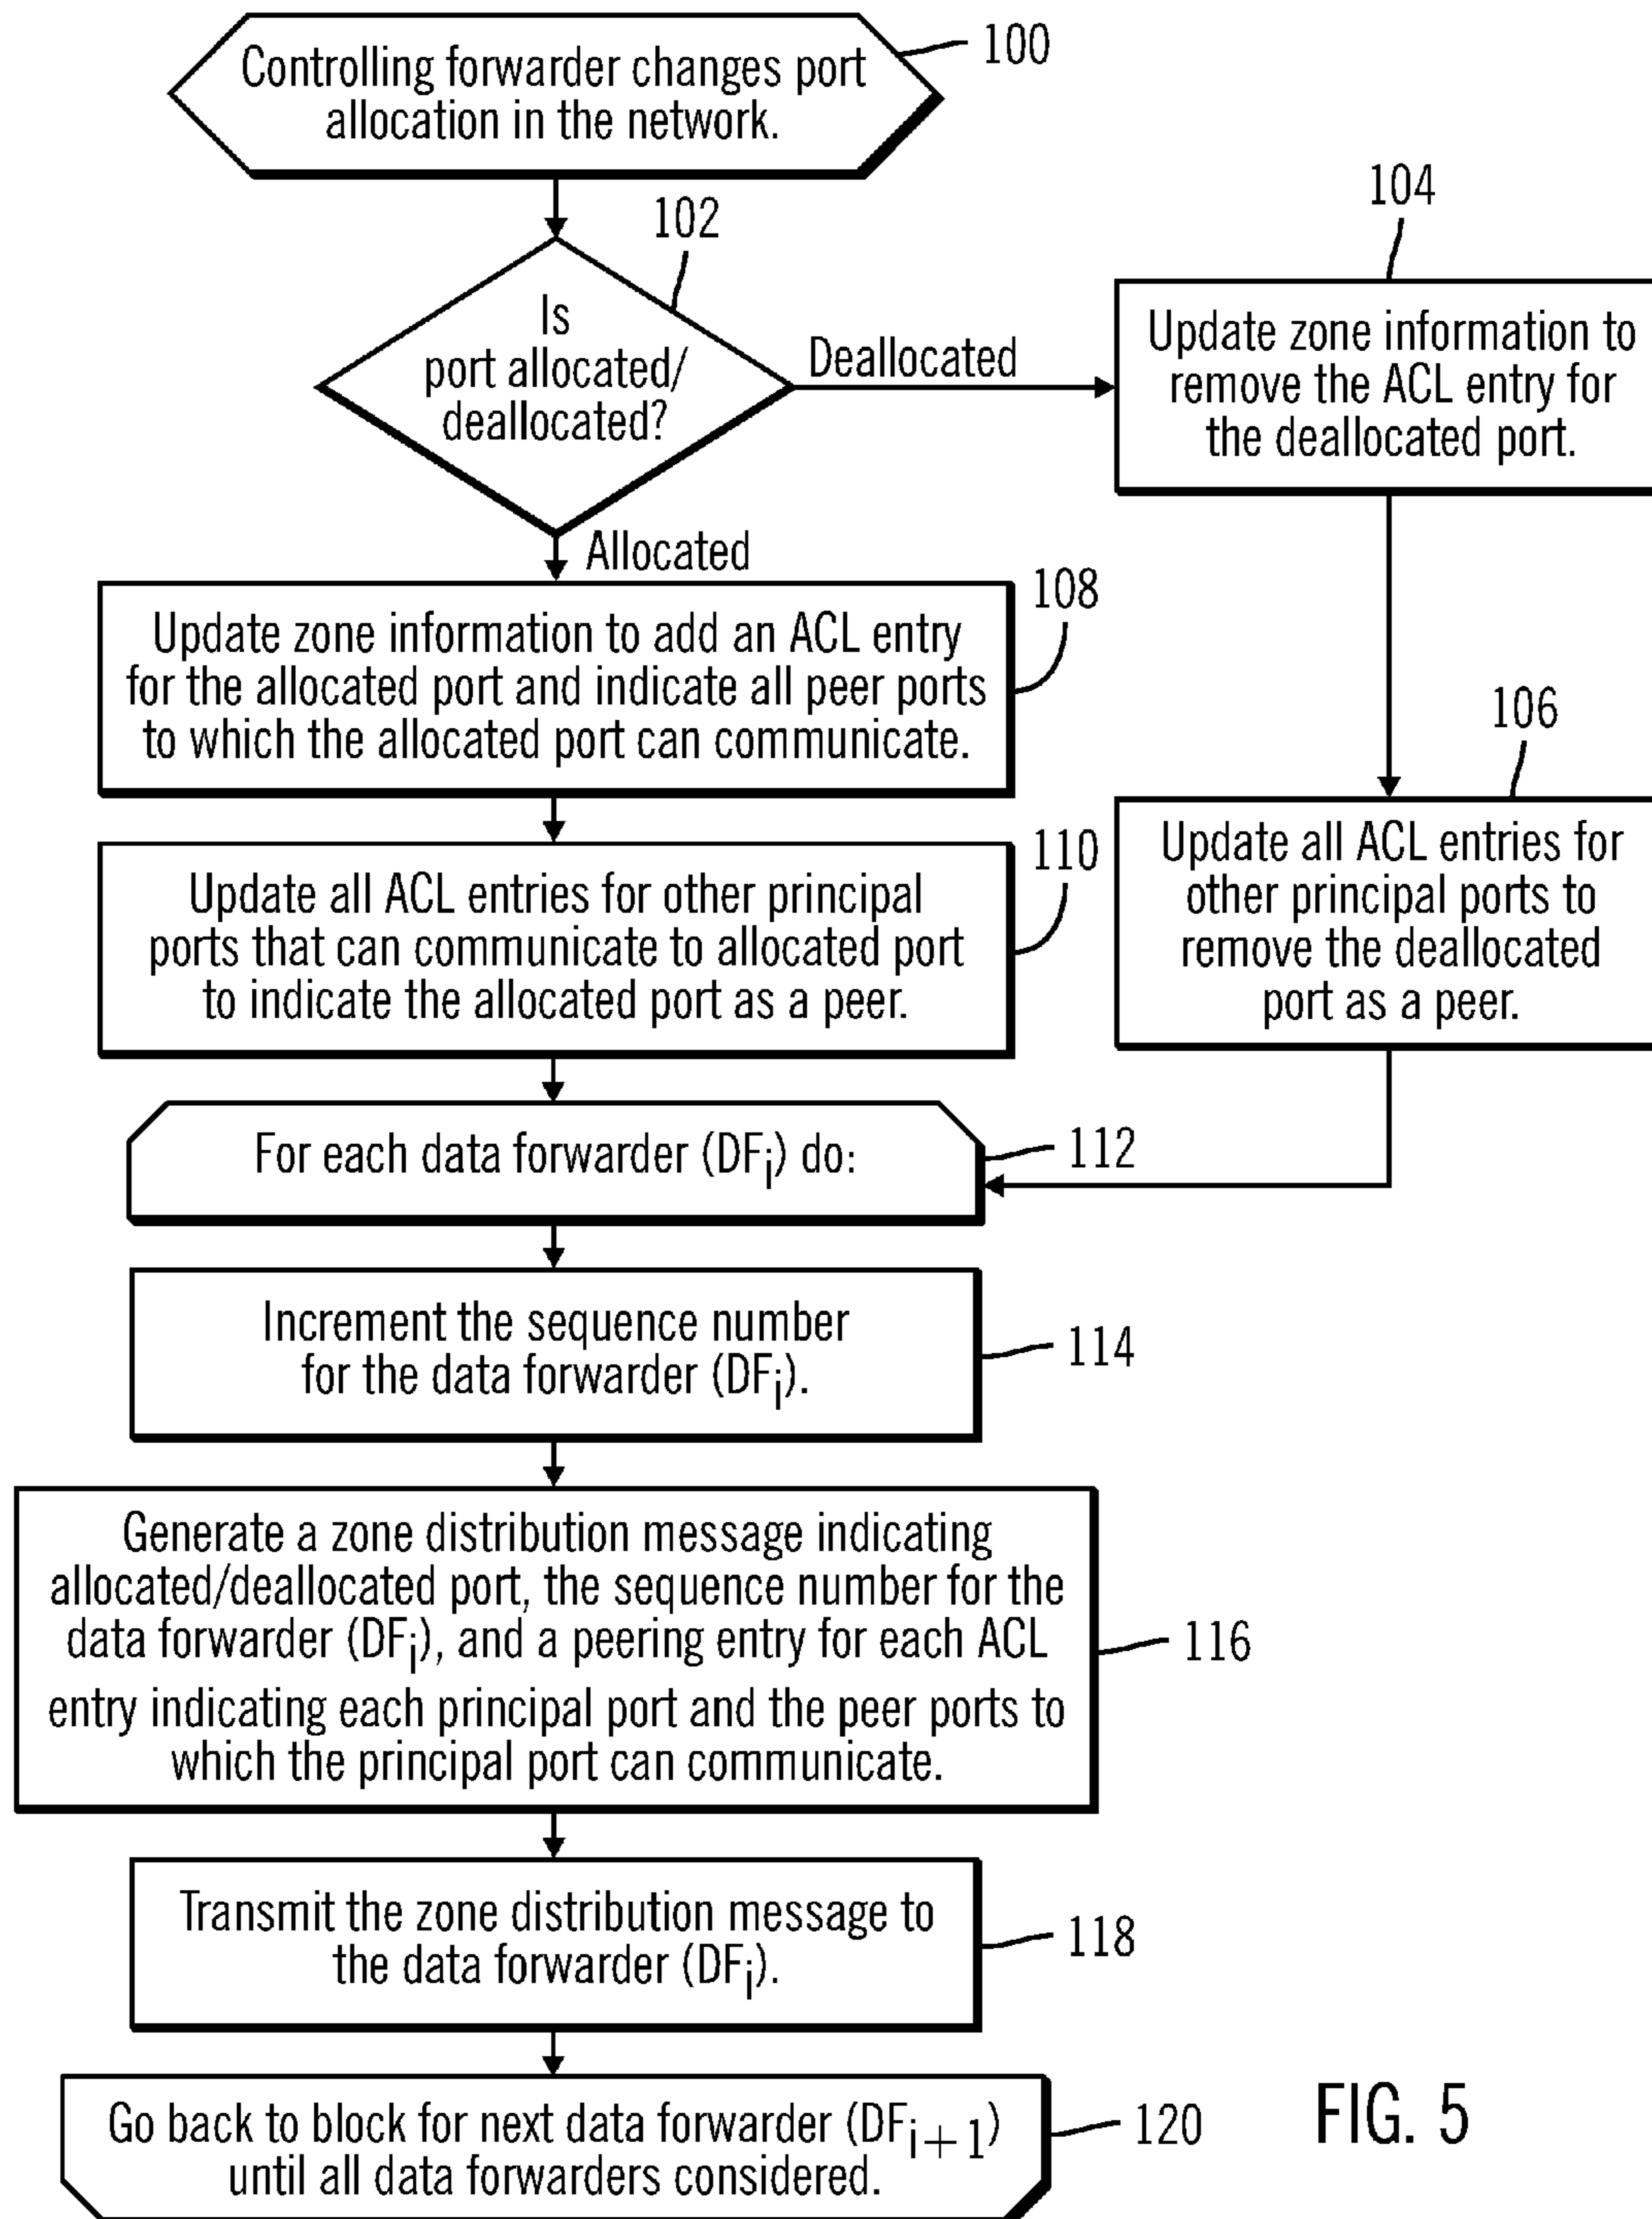 Controlling forwarder changes port
allocation in the network.
100
102
Is
port allocated/
deallocated?
Deallocated
104
Update zone information to
remove the ACL entry for
the deallocated port.
Allocated
108
Update zone information to add an ACL entry
for the allocated port and indicate all peer ports
to which the allocated port can communicate.
106
Update all ACL entries for
other principal ports to
remove the deallocated
port as a peer.
110
Update all ACL entries for other principal
ports that can communicate to allocated port
to indicate the allocated port as a peer.
For each data forwarder (DFi) do:
112
Increment the sequence number
for the data forwarder (DFi).
114
Generate a zone distribution message indicating
allocated/deallocated port, the sequence number for the
data forwarder (DFi), and a peering entry for each ACL
entry indicating each principal port and the peer ports to
which the principal port can communicate.
116
Transmit the zone distribution message to
the data forwarder (DFi).
118
Go back to block for next data forwarder (DFi+1)
until all data forwarders considered.
120
FIG. 5